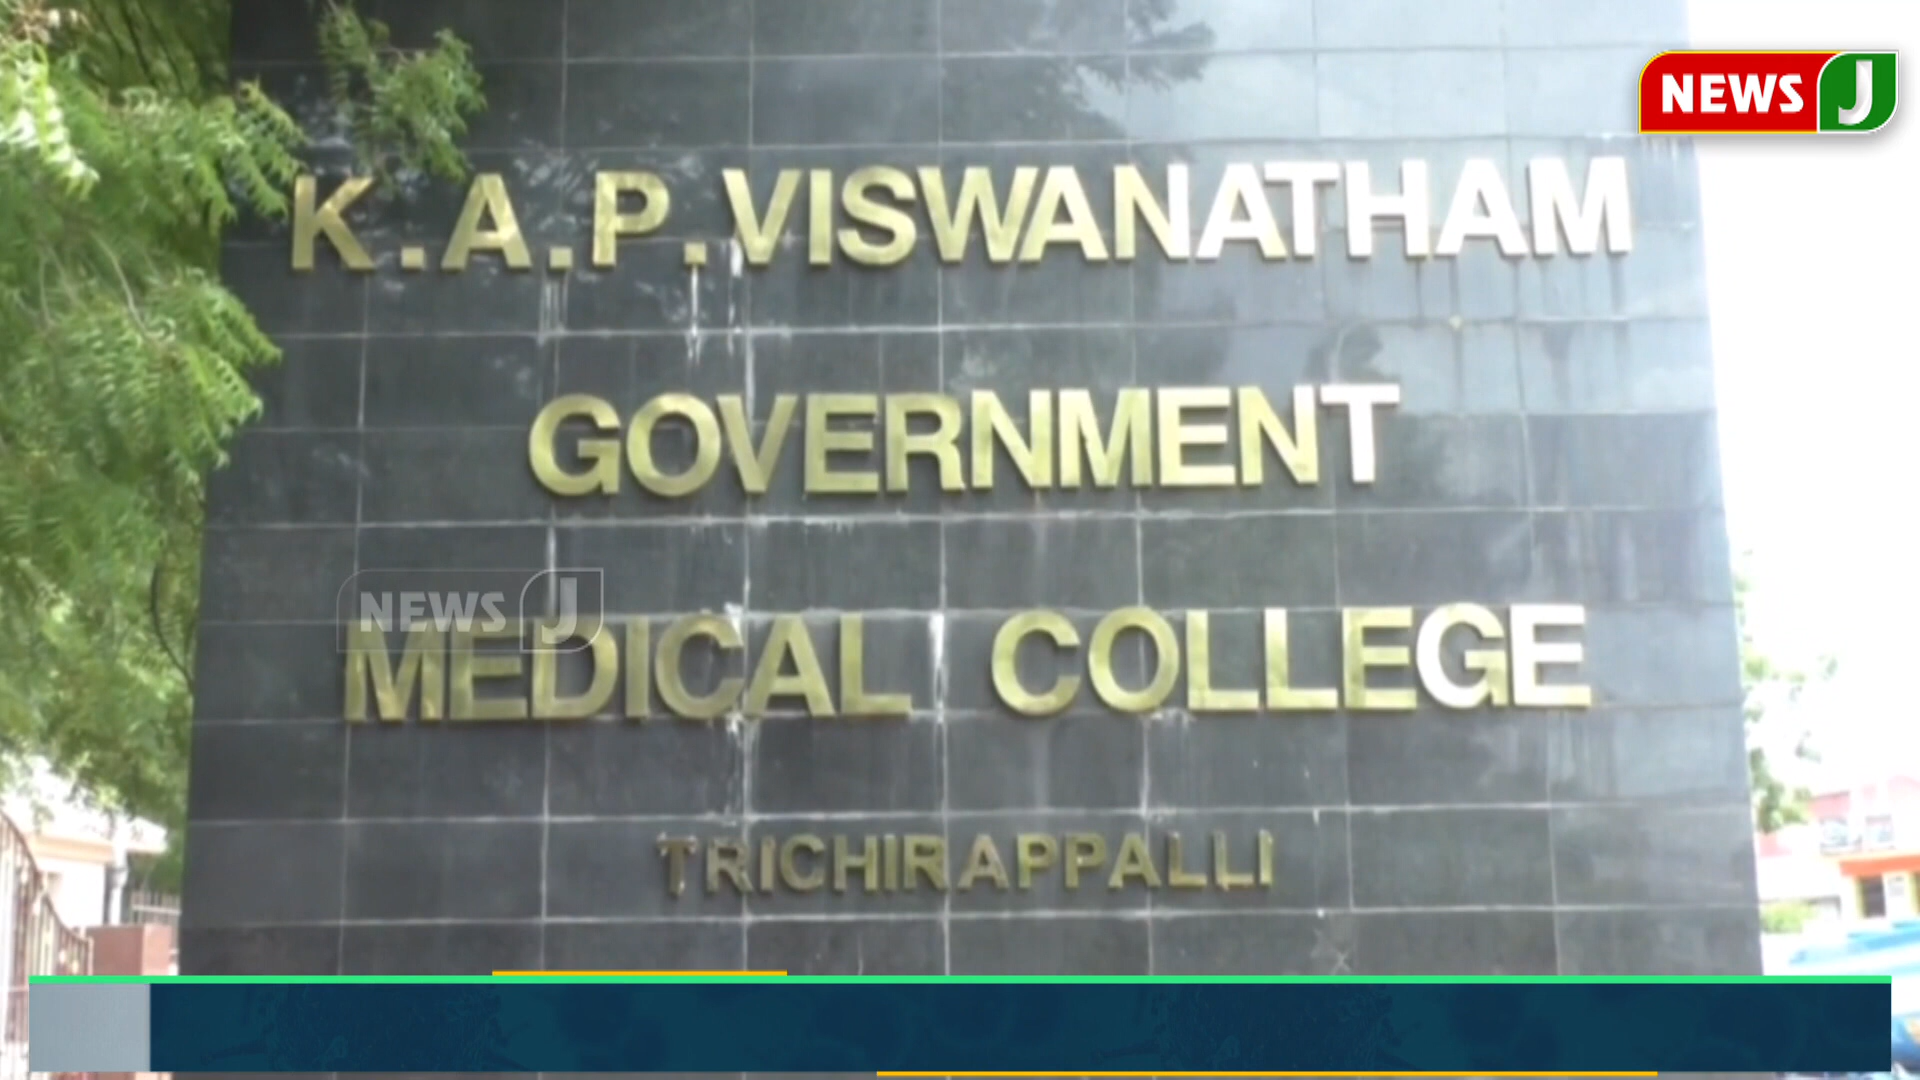 NEWS J
K.A.P.VISWANATHAM
GOVERNMENT
NEWS J
MEDICAL COLLEGE
TRICHIRAPPALLI